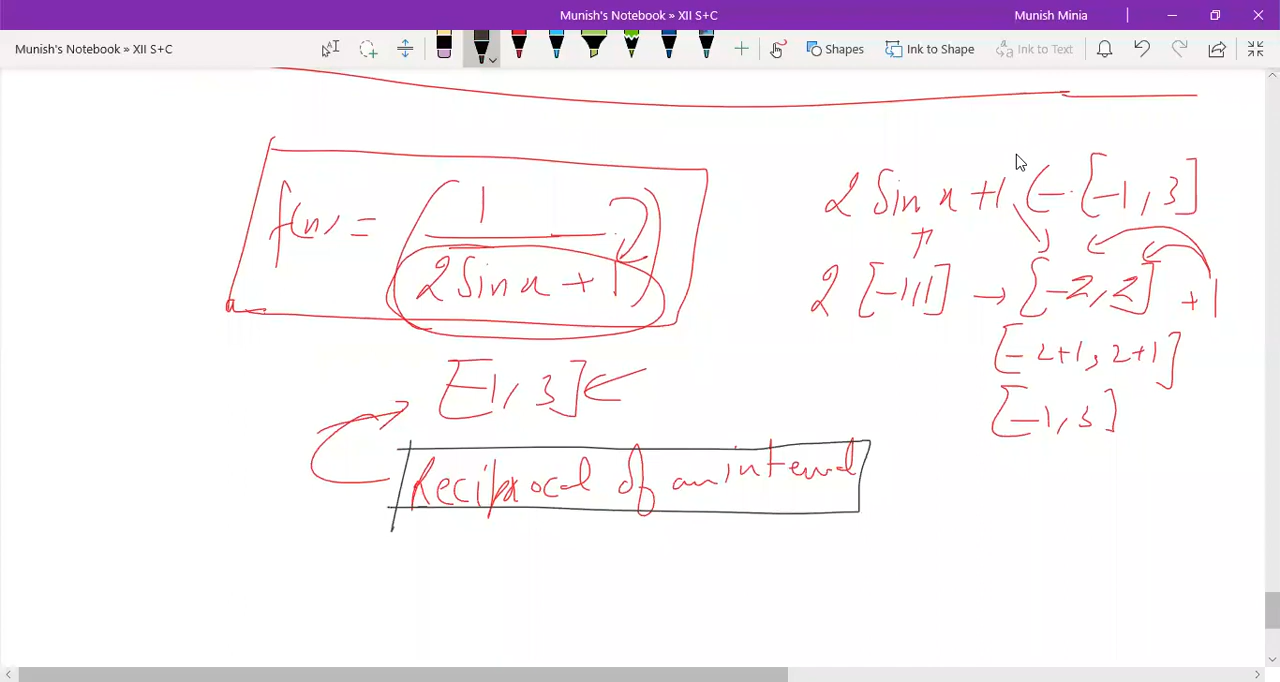 Munish's Notebook » XII S+C
Munish Minia
Munish's Notebook » XII S+C
Shapes
Ink to Shape
Ink to Text
f(x) = (1 / 2 Sin x + 1)
2 Sin x + 1 ∈ [-1, 3]
2 [-1, 1] → [-2, 2] + 1
[-2+1, 2+1]
[-1, 3]
[-1, 3] ←
Reciprocal of an interval